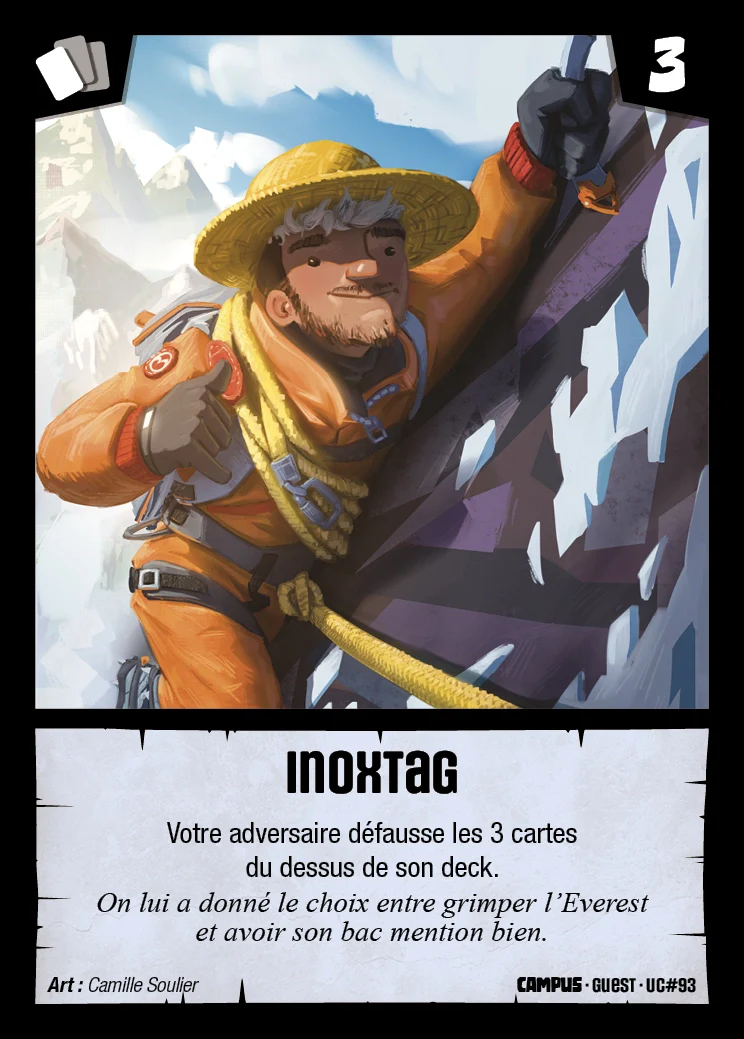 3
INOXTAG
Votre adversaire défausse les 3 cartes
du dessus de son deck.
On lui a donné le choix entre grimper l’Everest
et avoir son bac mention bien.
Art : Camille Soulier
CAMPUS · GUEST · UC#93